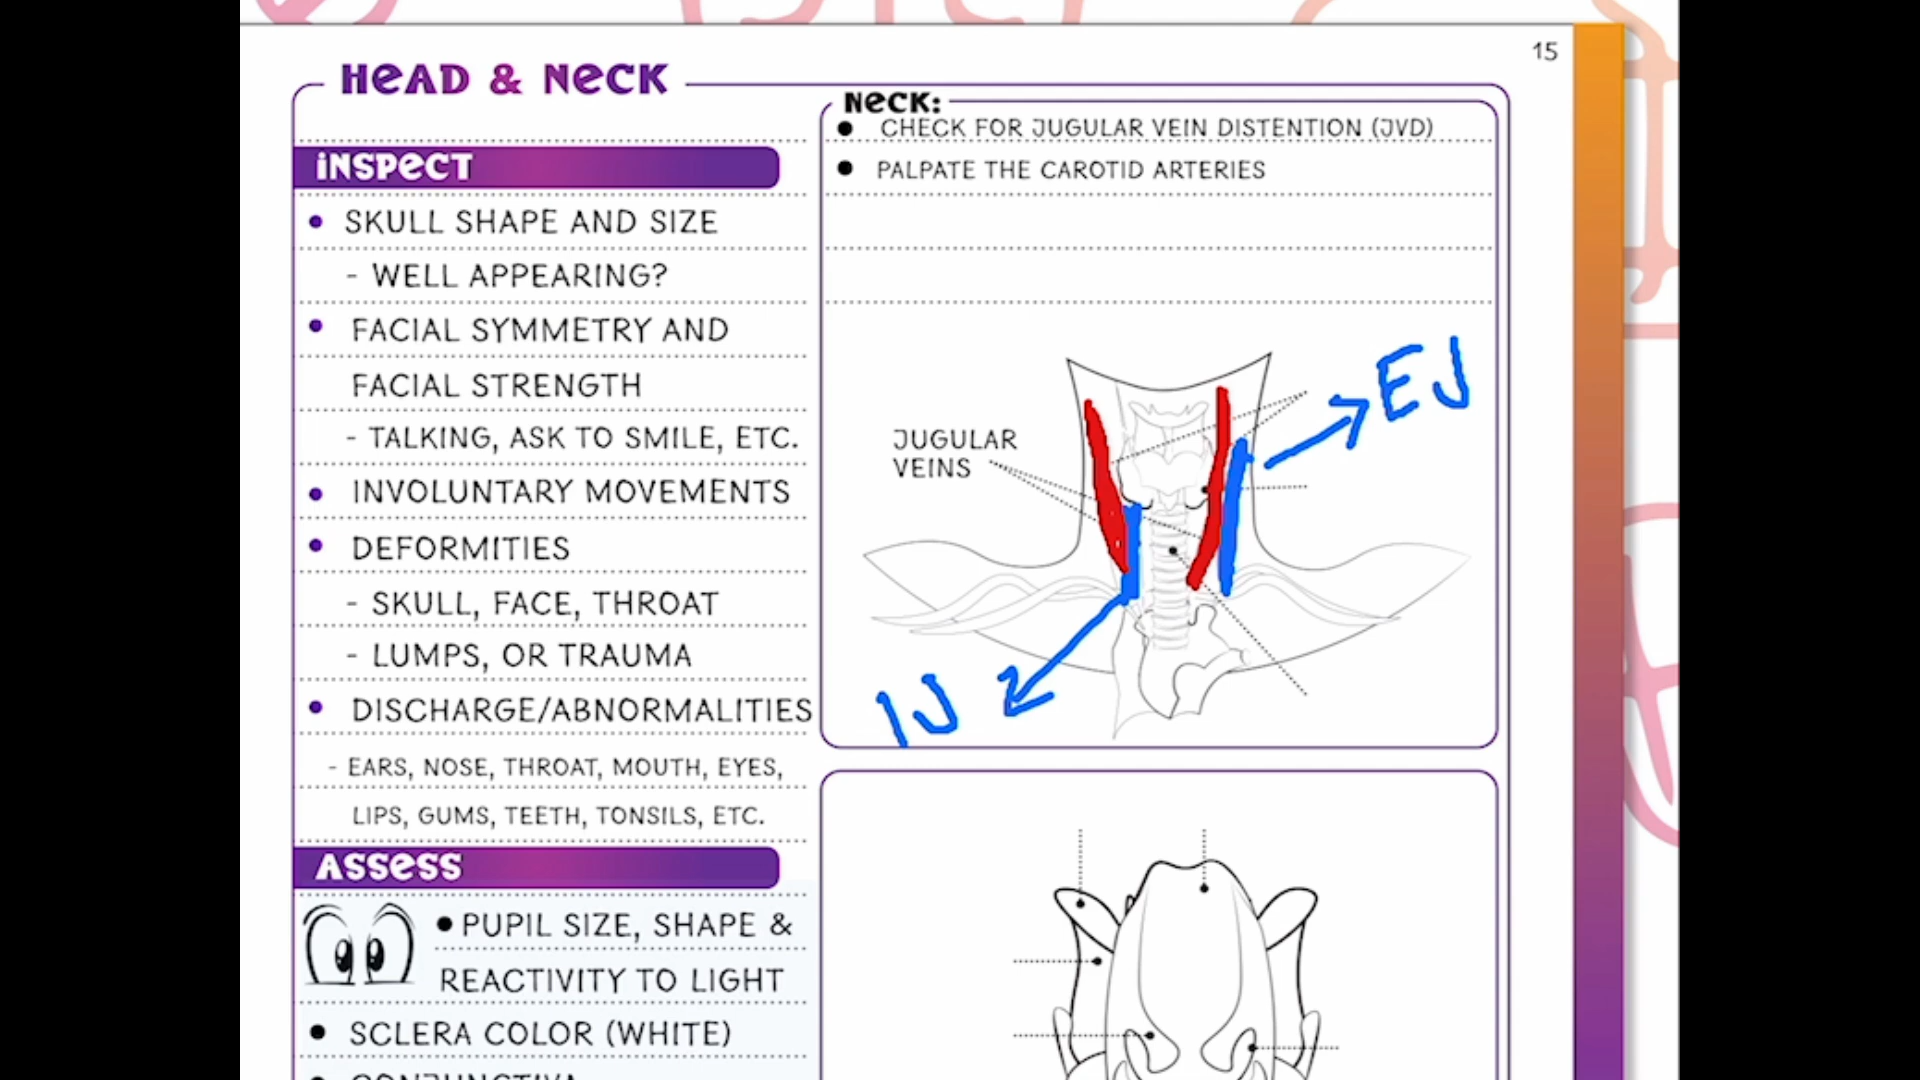 15
HEAD & NECK
INSPECT
• SKULL SHAPE AND SIZE
- WELL APPEARING?
• FACIAL SYMMETRY AND
FACIAL STRENGTH
- TALKING, ASK TO SMILE, ETC.
• INVOLUNTARY MOVEMENTS
• DEFORMITIES
- SKULL, FACE, THROAT
- LUMPS, OR TRAUMA
• DISCHARGE/ABNORMALITIES
- EARS, NOSE, THROAT, MOUTH, EYES,
LIPS, GUMS, TEETH, TONSILS, ETC.
ASSESS
• PUPIL SIZE, SHAPE &
REACTIVITY TO LIGHT
• SCLERA COLOR (WHITE)
NECK:
• CHECK FOR JUGULAR VEIN DISTENTION (JVD)
• PALPATE THE CAROTID ARTERIES
EJ
JUGULAR
VEINS
IJ